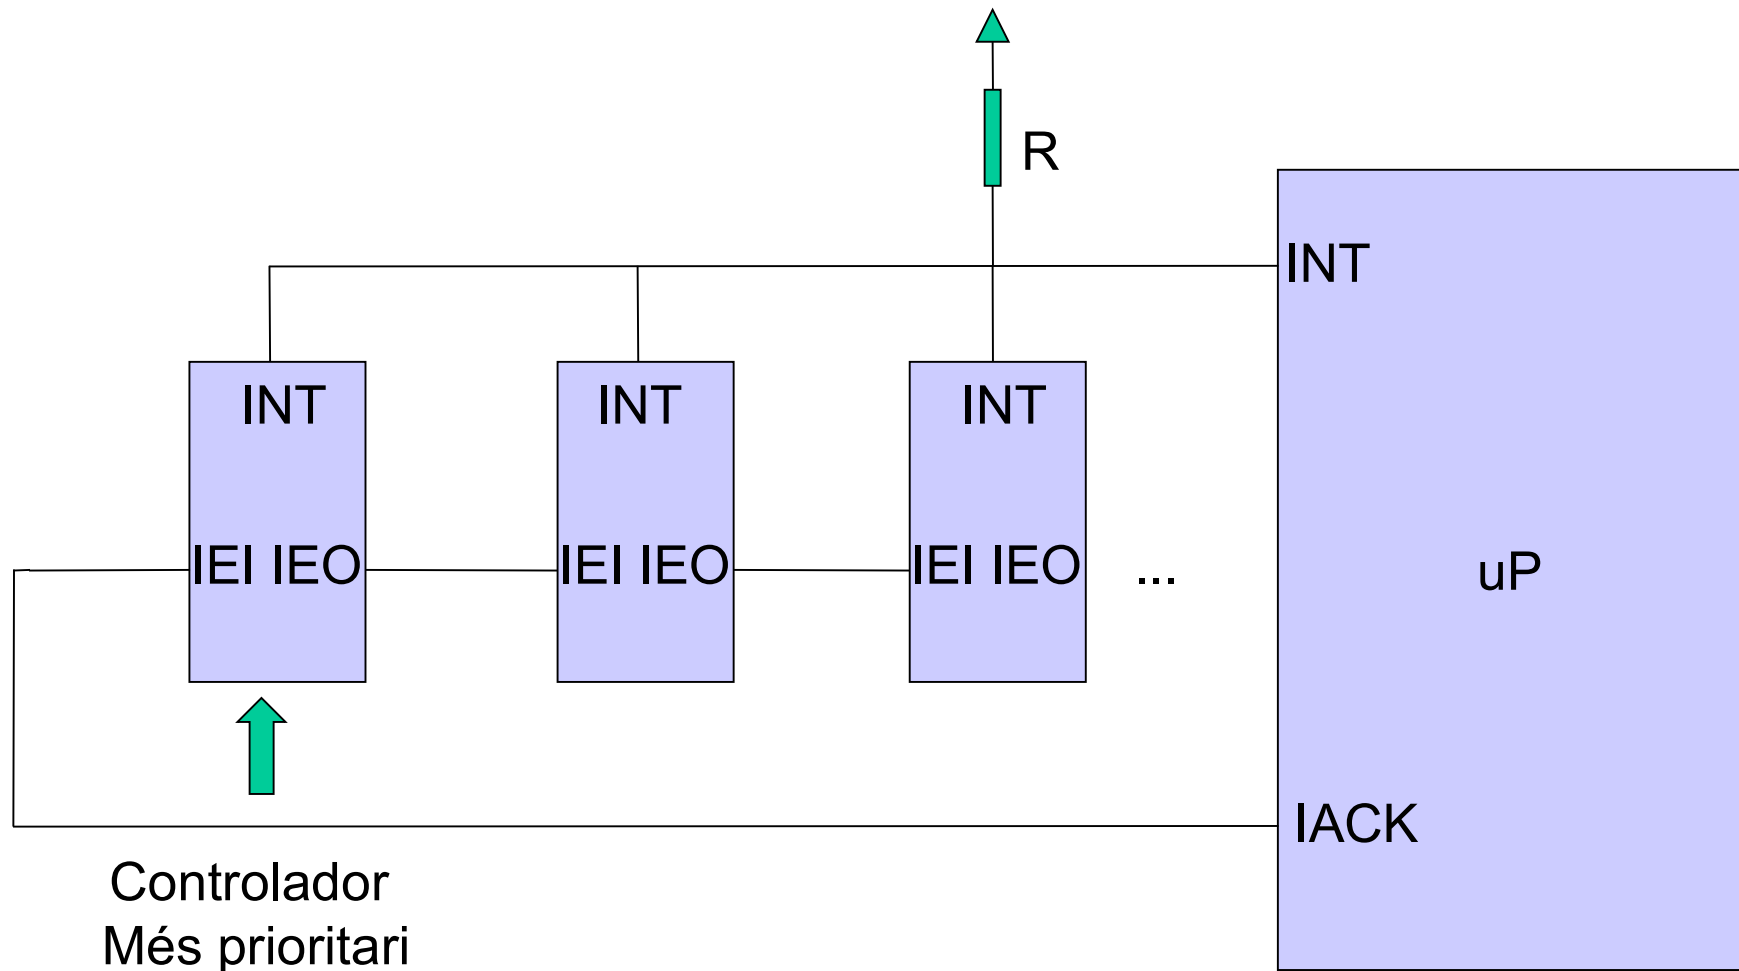 R
INT
INT INT INT
IEI IEO IEI IEO IEI IEO ... uP
IACK
Controlador
Més prioritari